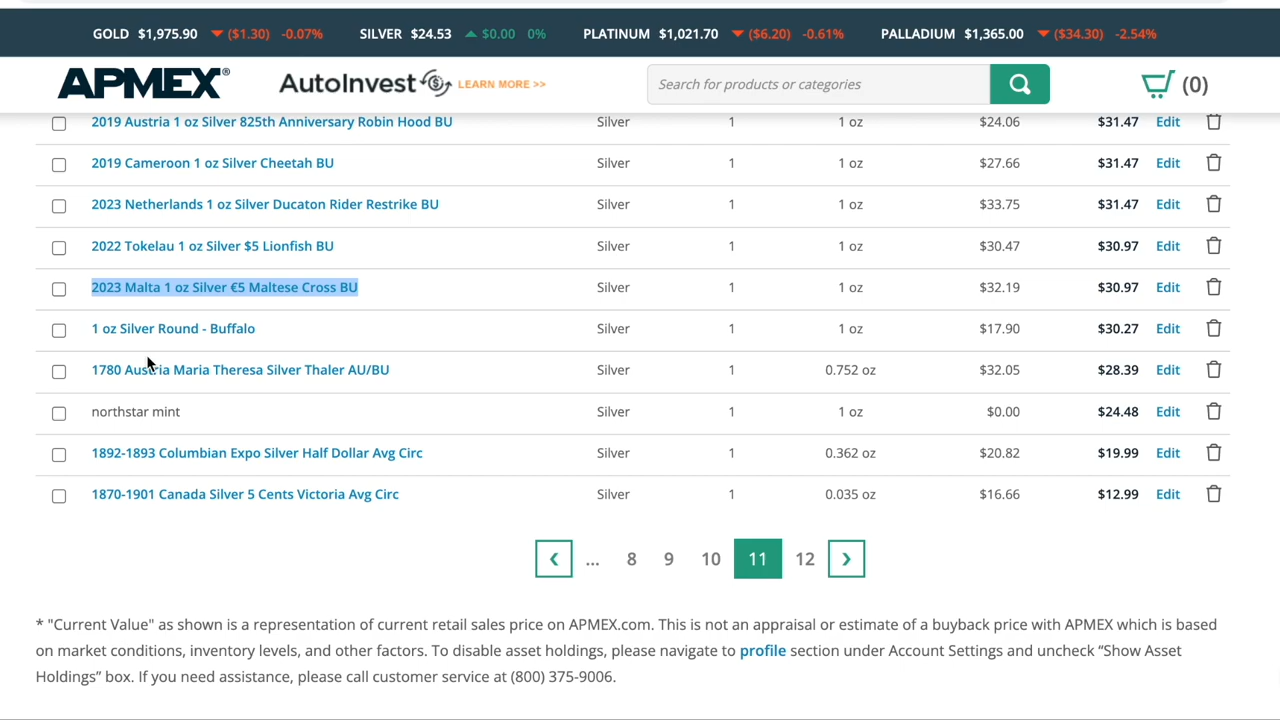 GOLD $1,975.90 ▼ ($1.30) -0.07% SILVER $24.53 ▲ $0.00 0% PLATINUM $1,021.70 ▼ ($6.20) -0.61% PALLADIUM $1,365.00 ▼ ($34.30) -2.54%
APMEX® AutoInvest LEARN MORE >> Search for products or categories (0)
2019 Austria 1 oz Silver 825th Anniversary Robin Hood BU Silver 1 1 oz $24.06 $31.47 Edit
2019 Cameroon 1 oz Silver Cheetah BU Silver 1 1 oz $27.66 $31.47 Edit
2023 Netherlands 1 oz Silver Ducaton Rider Restrike BU Silver 1 1 oz $33.75 $31.47 Edit
2022 Tokelau 1 oz Silver $5 Lionfish BU Silver 1 1 oz $30.47 $30.97 Edit
2023 Malta 1 oz Silver €5 Maltese Cross BU Silver 1 1 oz $32.19 $30.97 Edit
1 oz Silver Round - Buffalo Silver 1 1 oz $17.90 $30.27 Edit
1780 Austria Maria Theresa Silver Thaler AU/BU Silver 1 0.752 oz $32.05 $28.39 Edit
northstar mint Silver 1 1 oz $0.00 $24.48 Edit
1892-1893 Columbian Expo Silver Half Dollar Avg Circ Silver 1 0.362 oz $20.82 $19.99 Edit
1870-1901 Canada Silver 5 Cents Victoria Avg Circ Silver 1 0.035 oz $16.66 $12.99 Edit
❮ ... 8 9 10 11 12 ❯
* "Current Value" as shown is a representation of current retail sales price on APMEX.com. This is not an appraisal or estimate of a buyback price with APMEX which is based
on market conditions, inventory levels, and other factors. To disable asset holdings, please navigate to profile section under Account Settings and uncheck “Show Asset
Holdings” box. If you need assistance, please call customer service at (800) 375-9006.